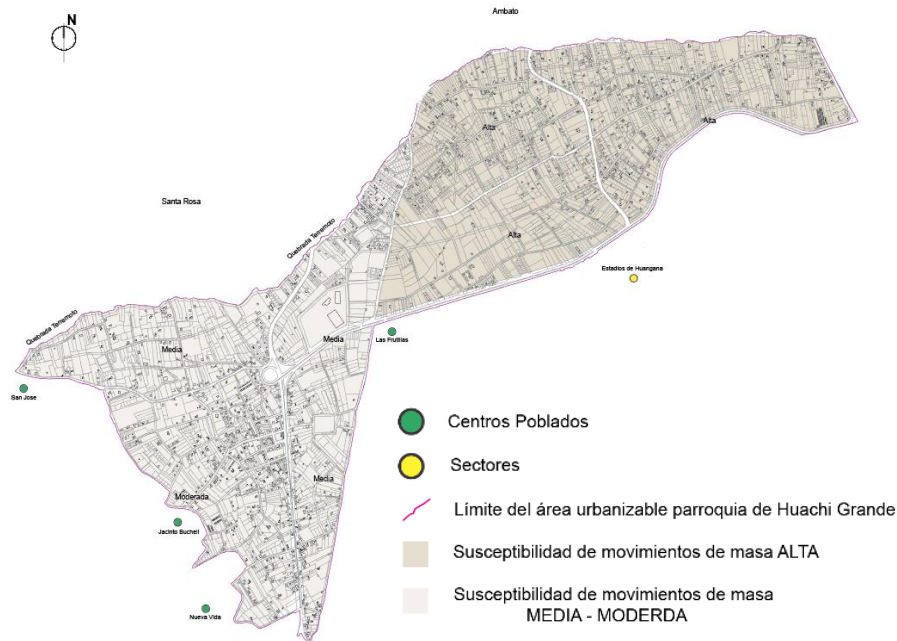 N
Ambato
Alta
Alta
Santa Rosa
Quebrada Terremoto
Alta
Estadios de Huangana
Quebrada Terremoto
Media
Media
Las Frutillas
San Jose
Centros Poblados
Sectores
Media
Moderada
Límite del área urbanizable parroquia de Huachi Grande
Jacinto Bucheli
Susceptibilidad de movimientos de masa ALTA
Susceptibilidad de movimientos de masa
MEDIA - MODERDA
Nueva Vida